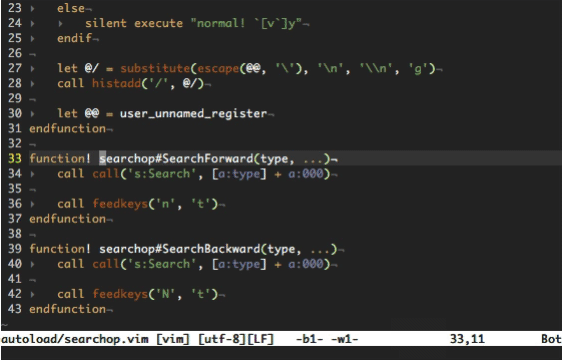 23 ▸   else¬
24 ▸   ▸   silent execute "normal! `[v`]y"¬
25 ▸   endif¬
26 ¬
27 ▸   let @/ = substitute(escape(@@, '\'), '\n', '\\n', 'g')¬
28 ▸   call histadd('/', @/)¬
29 ¬
30 ▸   let @@ = user_unnamed_register¬
31 endfunction¬
32 ¬
33 function! searchop#SearchForward(type, ...)¬
34 ▸   call call('s:Search', [a:type] + a:000)¬
35 ¬
36 ▸   call feedkeys('n', 't')¬
37 endfunction¬
38 ¬
39 function! searchop#SearchBackward(type, ...)¬
40 ▸   call call('s:Search', [a:type] + a:000)¬
41 ¬
42 ▸   call feedkeys('N', 't')¬
43 endfunction¬
~
autoload/searchop.vim [vim] [utf-8][LF]   -b1- -w1-   33,11   Bot